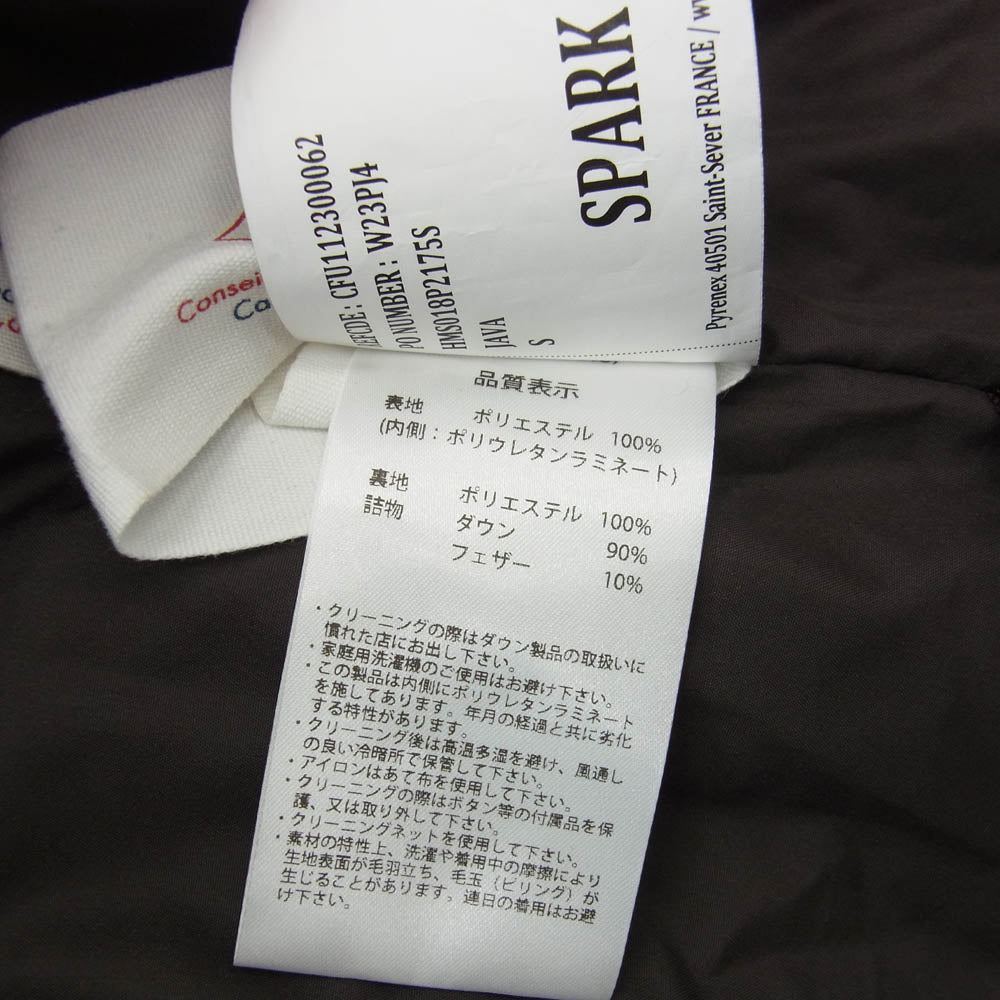 SPARK
Pyrenex 40501 Saint-Sever FRANCE /
CFU112300062
PO NUMBER : W23PJ4
HMS018P2175S
JAVA
S
Consei
Ca
品質表示
表地 ポリエステル 100%
(内側：ポリウレタンラミネート)
裏地 ポリエステル 100%
詰物 ダウン 90%
フェザー 10%
・クリーニングの際はダウン製品の取扱いに
慣れた店にお出し下さい。
・家庭用洗濯機のご使用はお避け下さい。
・この製品は内側にポリウレタンラミネート
を施してあります。年月の経過と共に劣化
する特性があります。
・クリーニング後は高温多湿を避け、風通し
の良い冷暗所で保管して下さい。
・アイロンはあて布を使用して下さい。
・クリーニングの際はボタン等の付属品を保
護、又は取り外して下さい。
・クリーニングネットを使用して下さい。
・素材の特性上、洗濯や着用中の摩擦により
生地表面が毛羽立ち、毛玉（ピリング）が
生じることがあります。連日の着用はお避
け下さい。